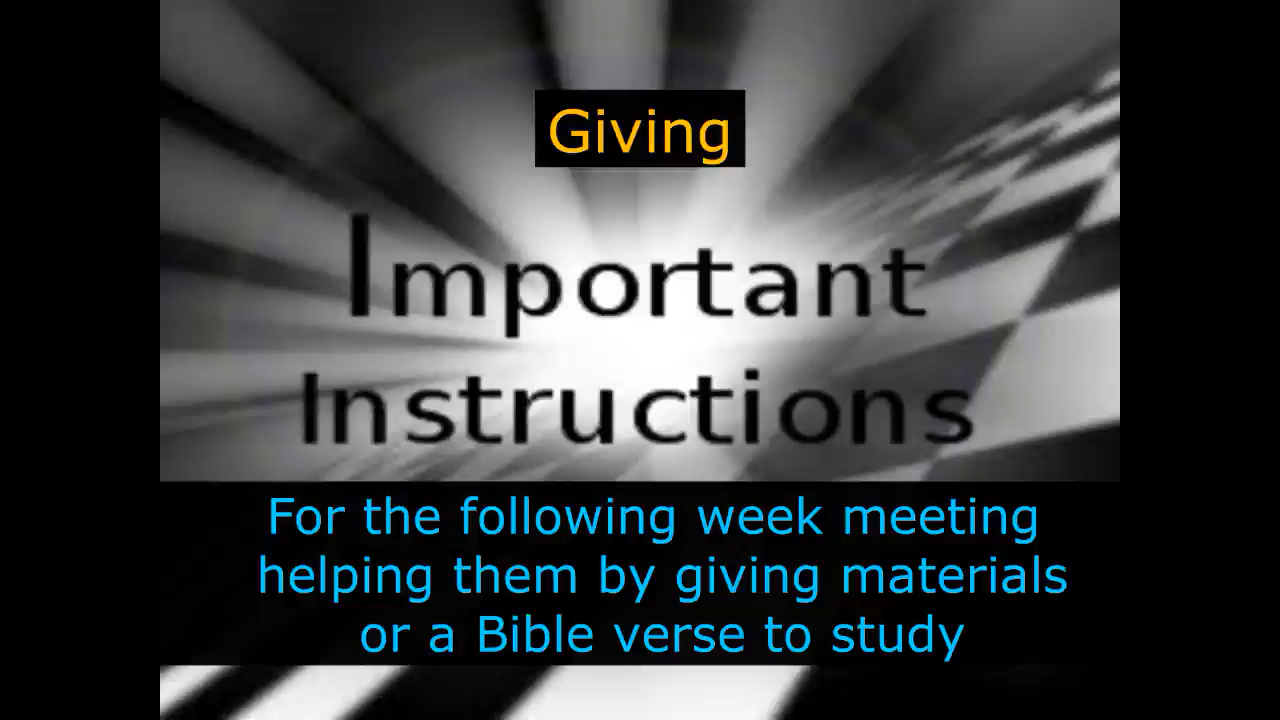 Giving
Important
Instructions
For the following week meeting
helping them by giving materials
or a Bible verse to study